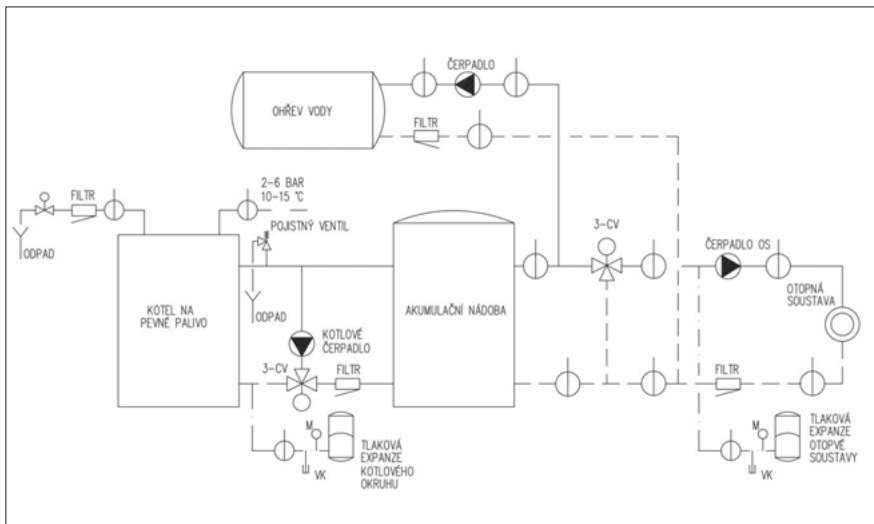 ČERPADLO
OHŘEV VODY
FILTR
2-6 BAR
10-15 °C
FILTR
POJISTNÝ VENTIL
ODPAD
3-CV
ČERPADLO OS
OTOPNÁ
SOUSTAVA
KOTEL NA
PEVNÉ PALIVO
ODPAD
AKUMULAČNÍ NÁDOBA
KOTLOVÉ
ČERPADLO
3-CV
FILTR
FILTR
M
TLAKOVÁ
EXPANZE
KOTLOVÉHO
OKRUHU
VK
M
TLAKOVÁ
EXPANZE
OTOPVÉ
SOUSTAVY
VK